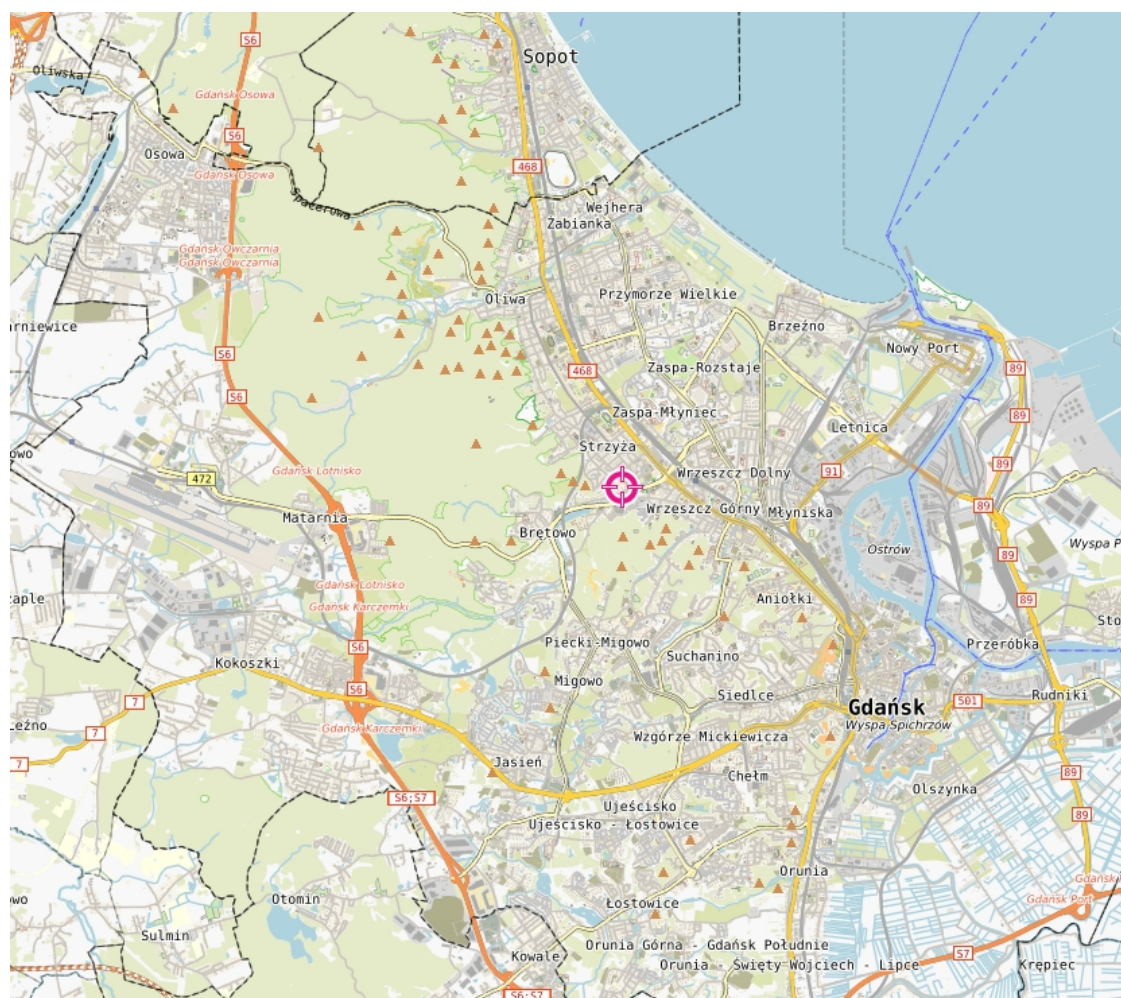 Sopot
S6
Oliwska
Gdańsk Osowa
S6
Osowa
Gdańsk Osowa
468
Spacerowa
Wejhera
Żabianka
Gdańsk Owczarnia
Gdańsk Owczarnia
Oliwa
Przymorze Wielkie
Brzeźno
arniewice
Nowy Port
S6
468
Zaspa-Rozstaje
89
S6
Zaspa-Młyniec
89
Letnica
Strzyża
Gdańsk Lotnisko
472
Wrzeszcz Dolny
91
89
89
Matarnia
Wrzeszcz Górny
Młyniska
Brętowo
Ostrów
Wyspa P
89
Gdańsk Lotnisko
zaple
Gdańsk Karczemki
Aniołki
89
Sto
S6
Piecki-Migowo
Przeróbka
Kokoszki
Suchanino
Migowo
S6
Siedlce
7
501
Rudniki
Gdańsk
Leźno
7
Gdańsk Karczemki
Wyspa Spichrzów
Wzgórze Mickiewicza
7
Jasień
Chełm
89
Olszynka
S6;S7
Ujeścisko
89
Ujeścisko - Łostowice
Orunia
Gdańsk
Otomin
Łostowice
Gdańsk Port
Sulmin
Orunia Górna - Gdańsk Południe
Kowale
S7
Orunia - Święty Wojciech - Lipce
Krępiec
S6;S7